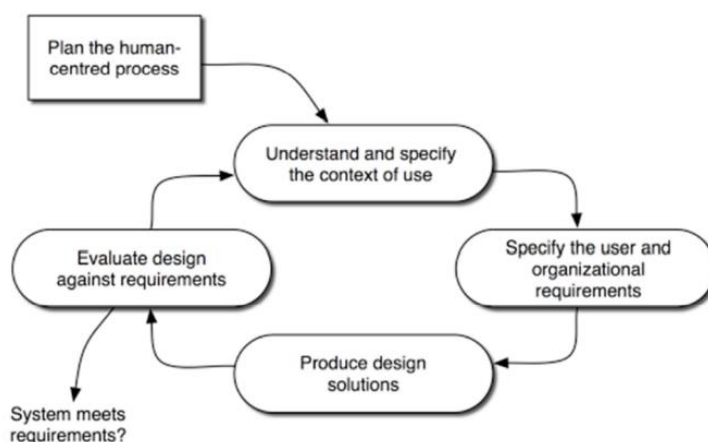 Plan the human-
centred process
Understand and specify
the context of use
Evaluate design
against requirements
Specify the user and
organizational
requirements
Produce design
solutions
System meets
requirements?